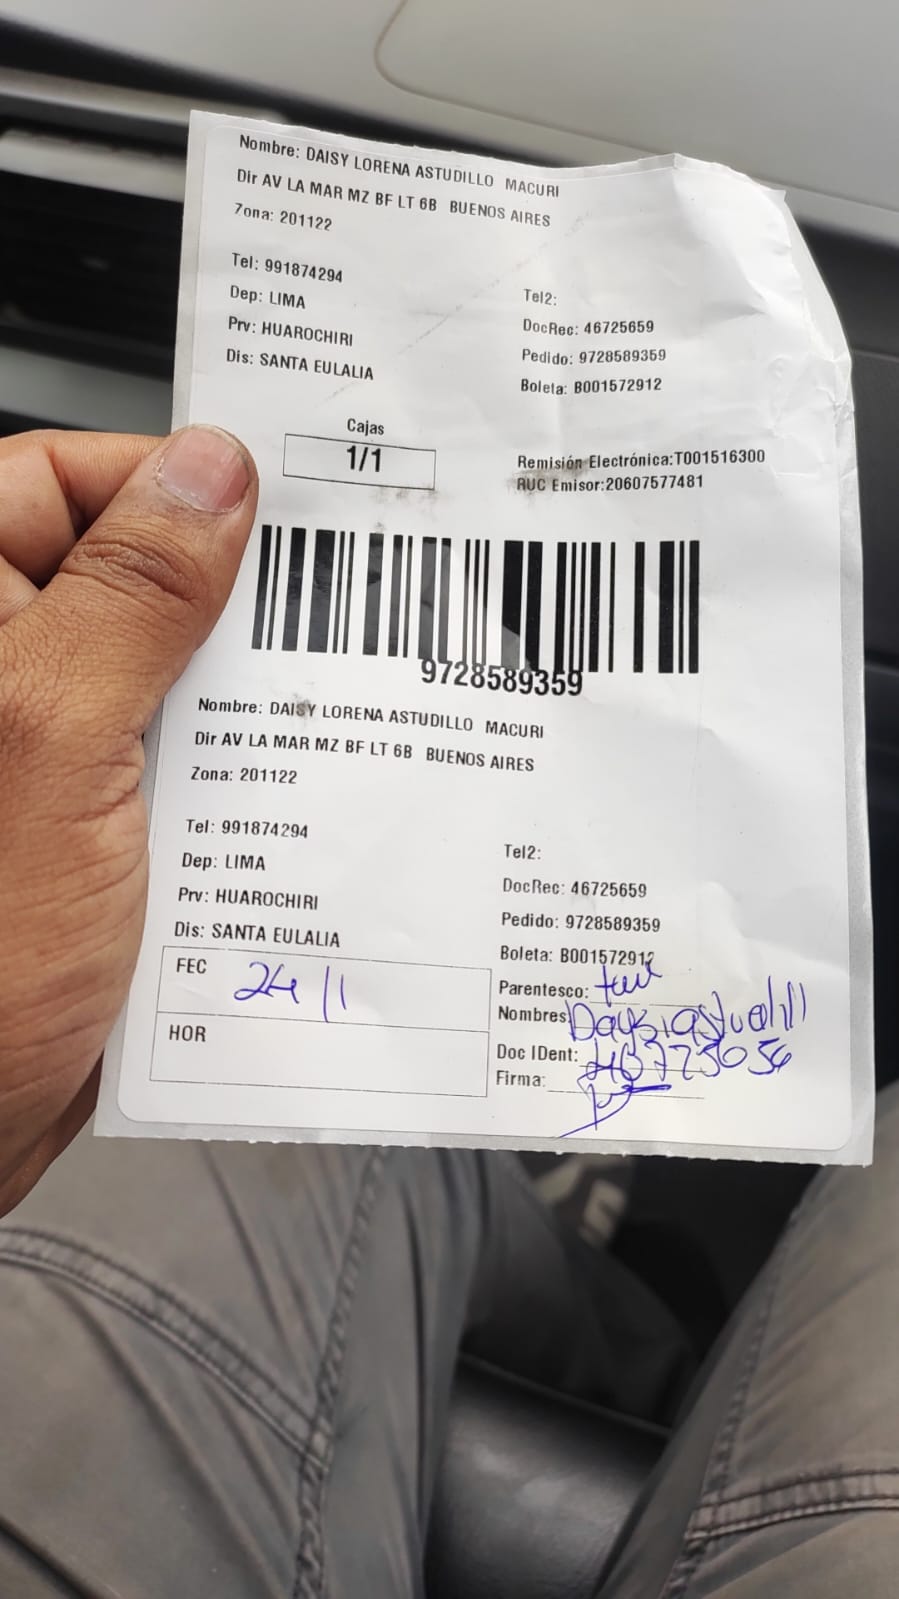 Nombre: DAISY LORENA ASTUDILLO MACURI
Dir AV LA MAR MZ BF LT 6B BUENOS AIRES
Zona: 201122
Tel: 991874294
Tel2:
Dep: LIMA
DocRec: 46725659
Prv: HUAROCHIRI
Pedido: 9728589359
Dis: SANTA EULALIA
Boleta: B001572912
Cajas
1/1
Remisión Electrónica:T001516300
RUC Emisor:20607577481
9728589359
Nombre: DAISY LORENA ASTUDILLO MACURI
Dir AV LA MAR MZ BF LT 6B BUENOS AIRES
Zona: 201122
Tel: 991874294
Tel2:
Dep: LIMA
DocRec: 46725659
Prv: HUAROCHIRI
Pedido: 9728589359
Dis: SANTA EULALIA
Boleta: B001572912
FEC 24 11
Parentesco:
Nombres:
HOR
Doc IDent:
Firma: